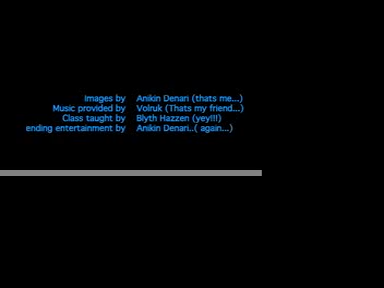 Images by Anikin Denari (thats me...)
Music provided by Volruk (Thats my friend...)
Class taught by Blyth Hazzen (yey!!!)
ending entertainment by Anikin Denari..( again...)